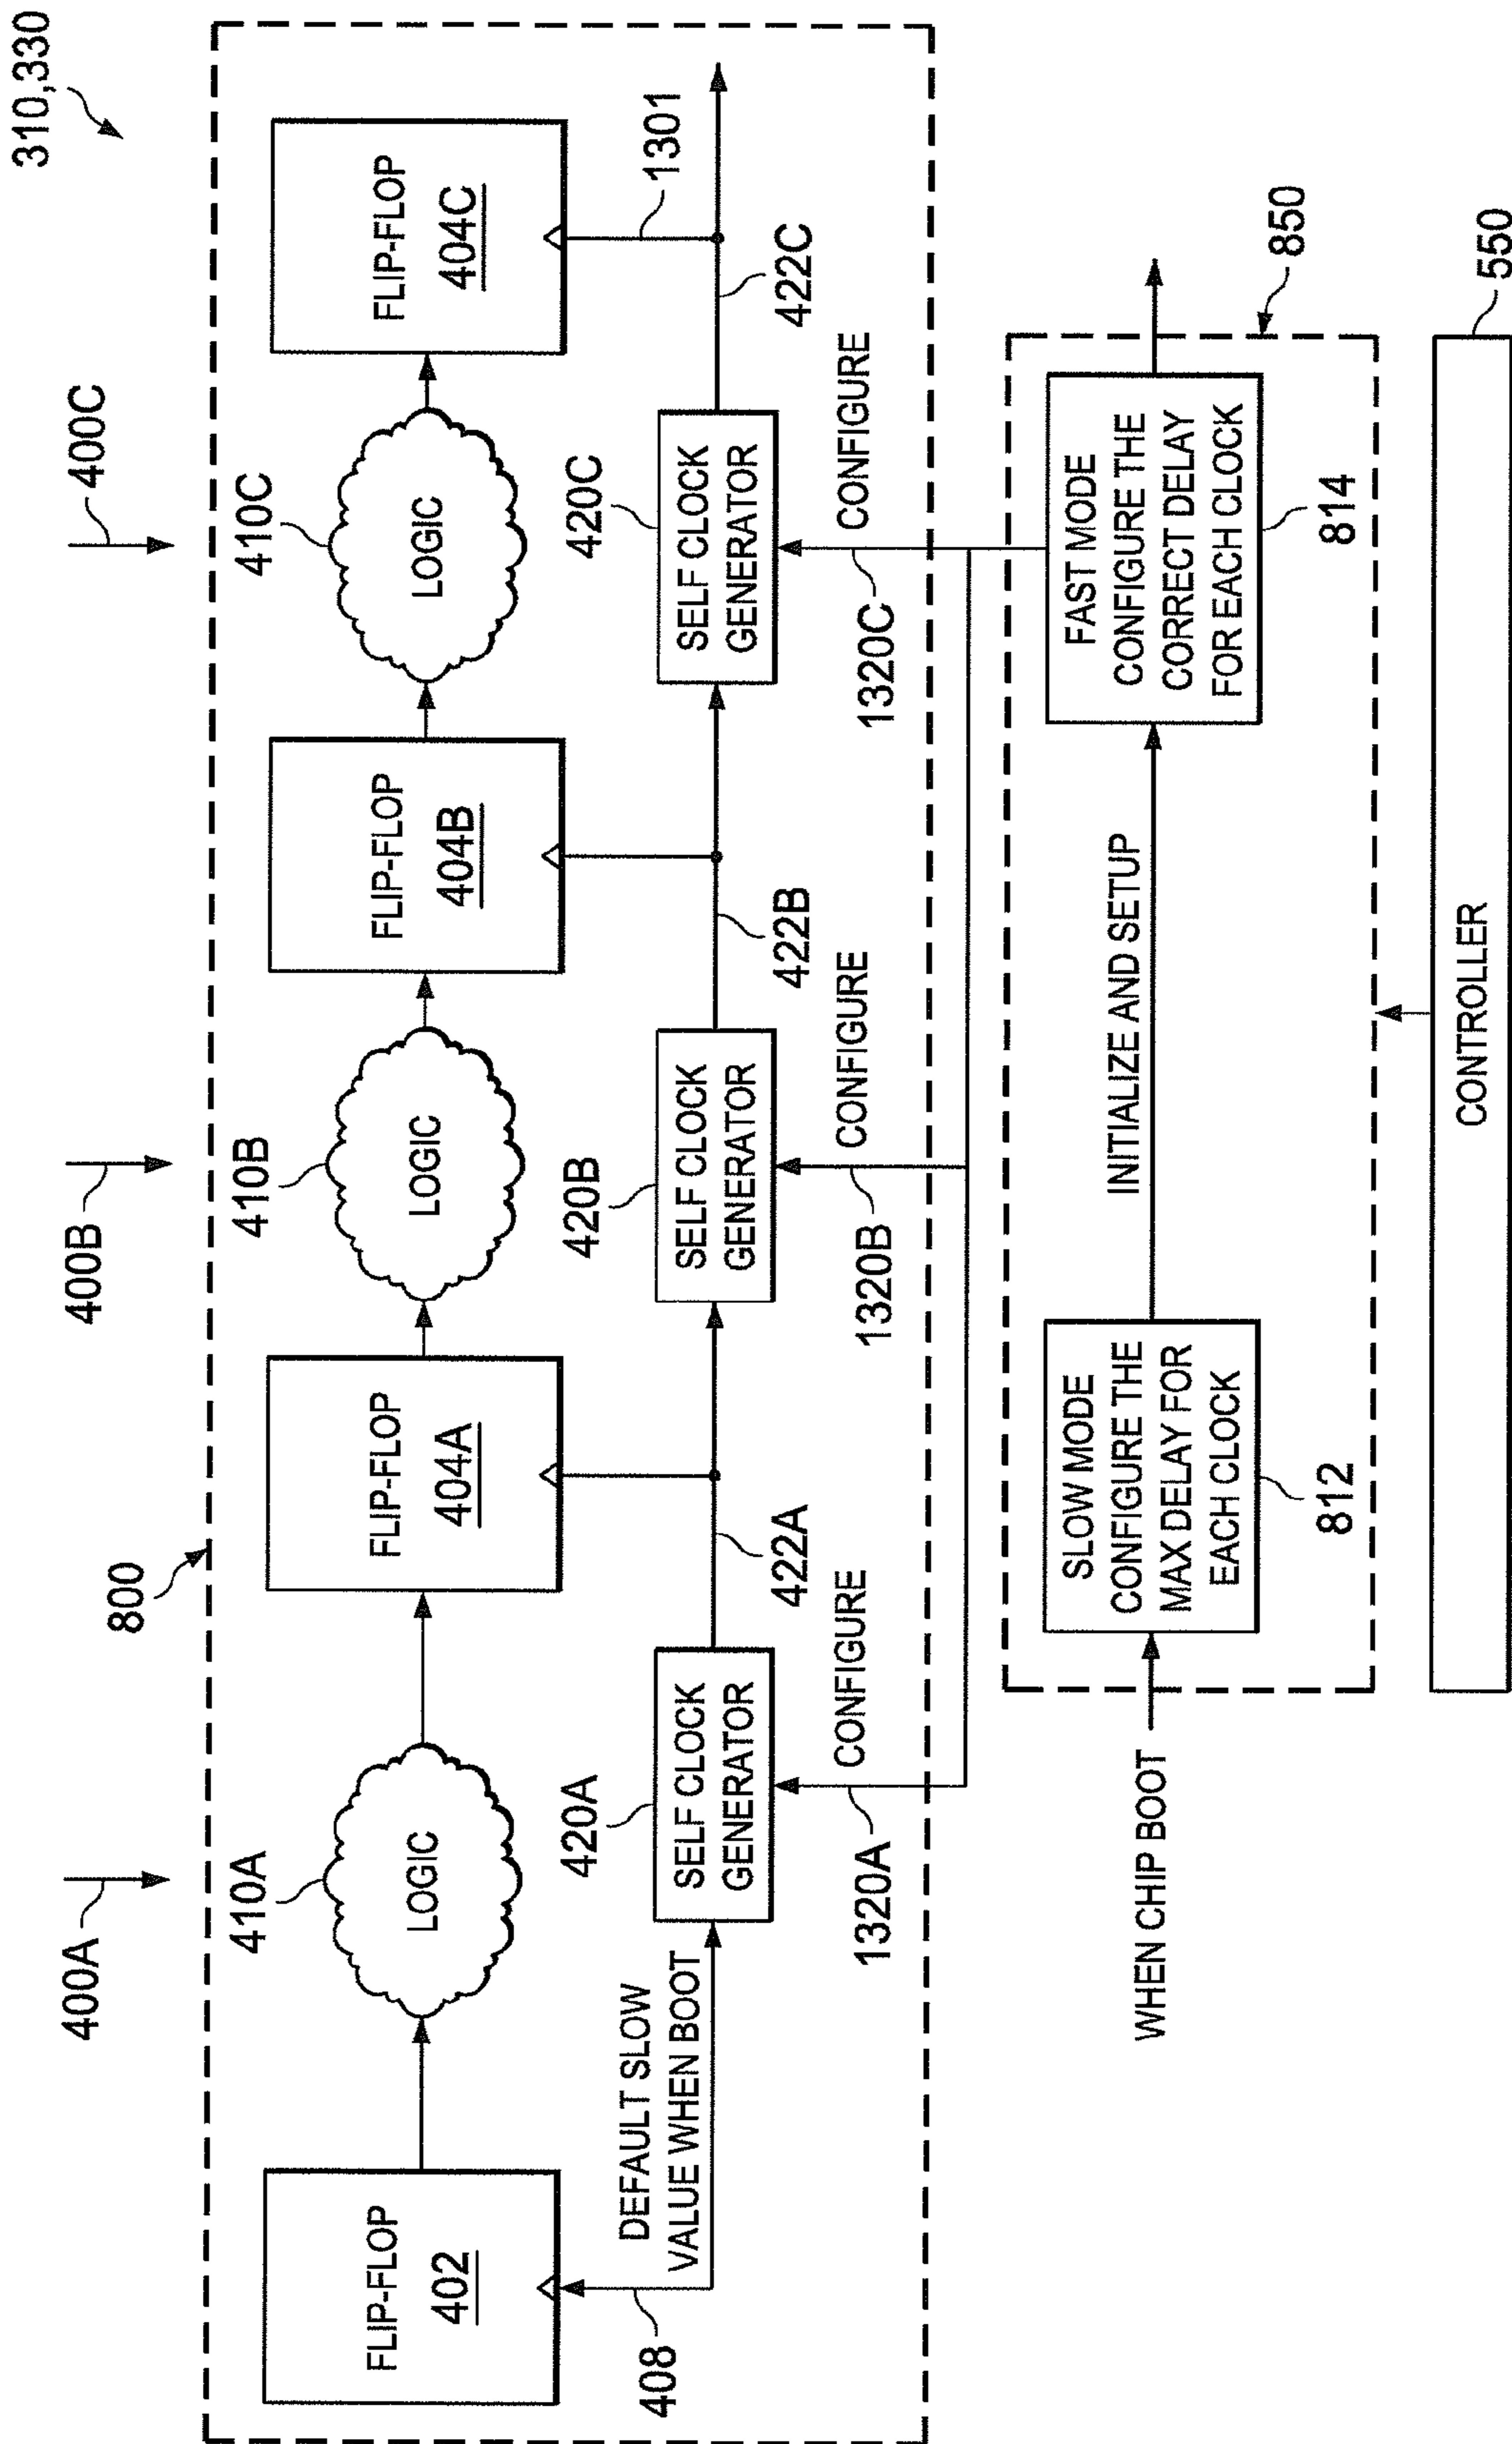 310,330
400A
400B
400C
800
410A
410B
410C
FLIP-FLOP
402
LOGIC
FLIP-FLOP
404A
LOGIC
FLIP-FLOP
404B
LOGIC
FLIP-FLOP
404C
408
DEFAULT SLOW
VALUE WHEN BOOT
420A
SELF CLOCK
GENERATOR
422A
420B
SELF CLOCK
GENERATOR
422B
420C
SELF CLOCK
GENERATOR
422C
1301
1320A
CONFIGURE
1320B
CONFIGURE
1320C
CONFIGURE
WHEN CHIP BOOT
SLOW MODE
CONFIGURE THE
MAX DELAY FOR
EACH CLOCK
812
INITIALIZE AND SETUP
FAST MODE
CONFIGURE THE
CORRECT DELAY
FOR EACH CLOCK
814
850
CONTROLLER
550